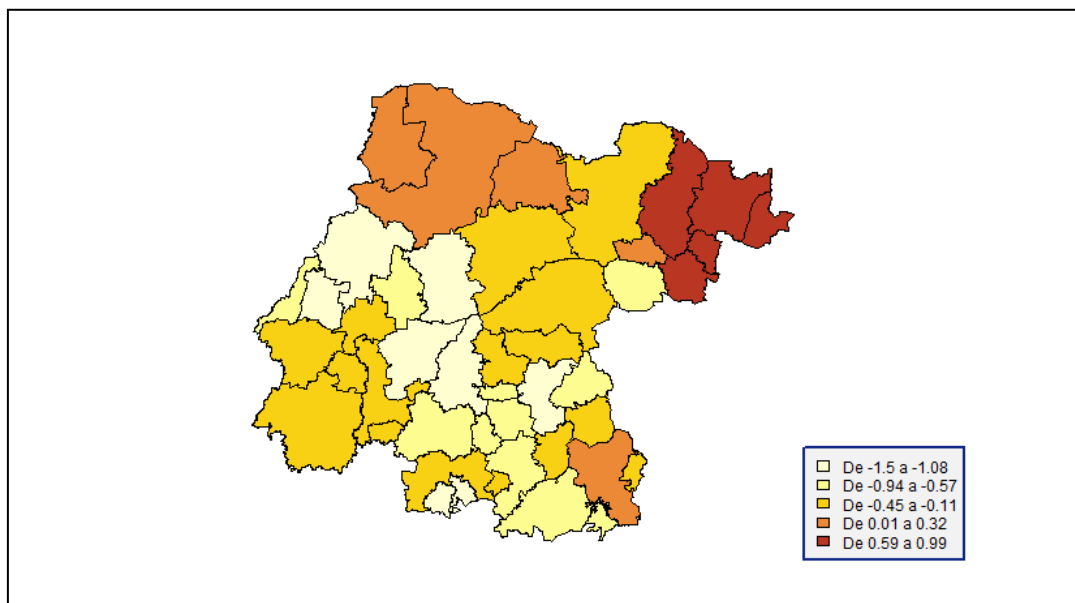 De -1.5 a -1.08
De -0.94 a -0.57
De -0.45 a -0.11
De 0.01 a 0.32
De 0.59 a 0.99